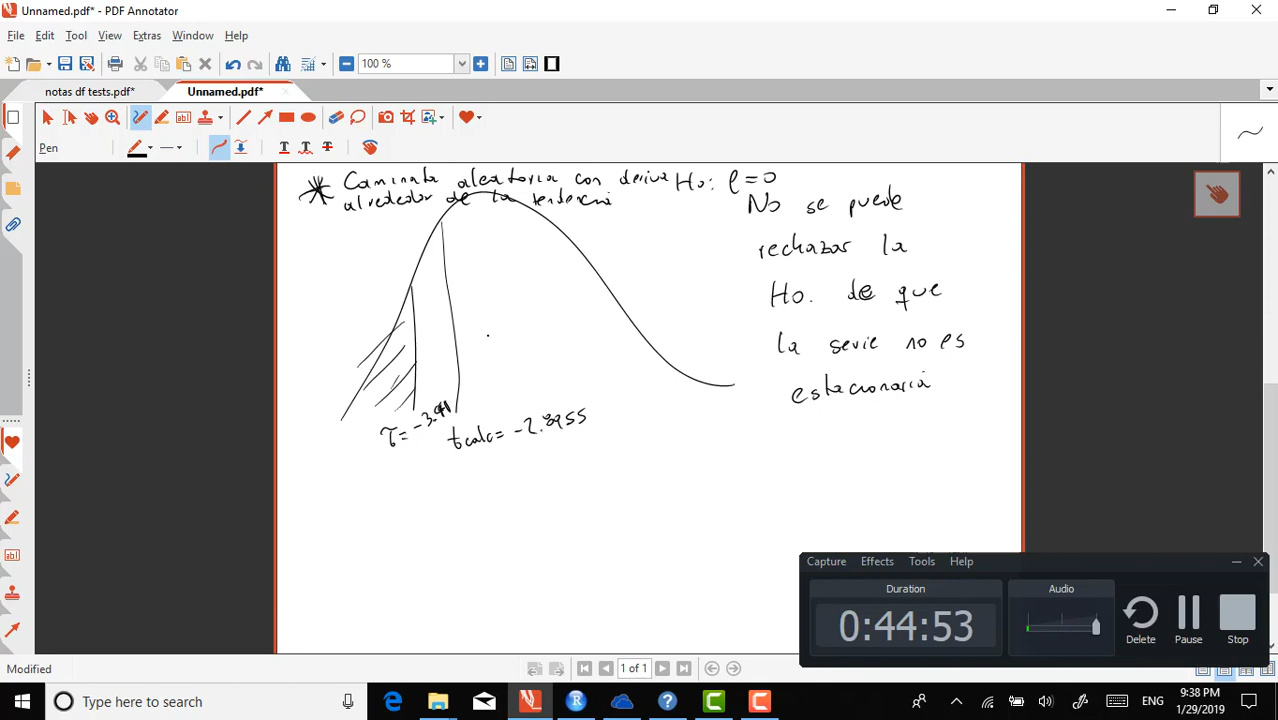 Unnamed.pdf* - PDF Annotator
File Edit Tool View Extras Window Help
100 %
notas df tests.pdf* Unnamed.pdf*
Pen
Caminata aleatoria con deriva Ho: ρ=0
alrededor de la tendencia
No se puede
rechazar la
Ho. de que
la serie no es
estacionaria
τ= -3.41
tcalc= -2.8955
Capture Effects Tools Help
Duration Audio
0:44:53
Delete Pause Stop
1 of 1
Modified
Type here to search
ENG
9:38 PM
1/29/2019